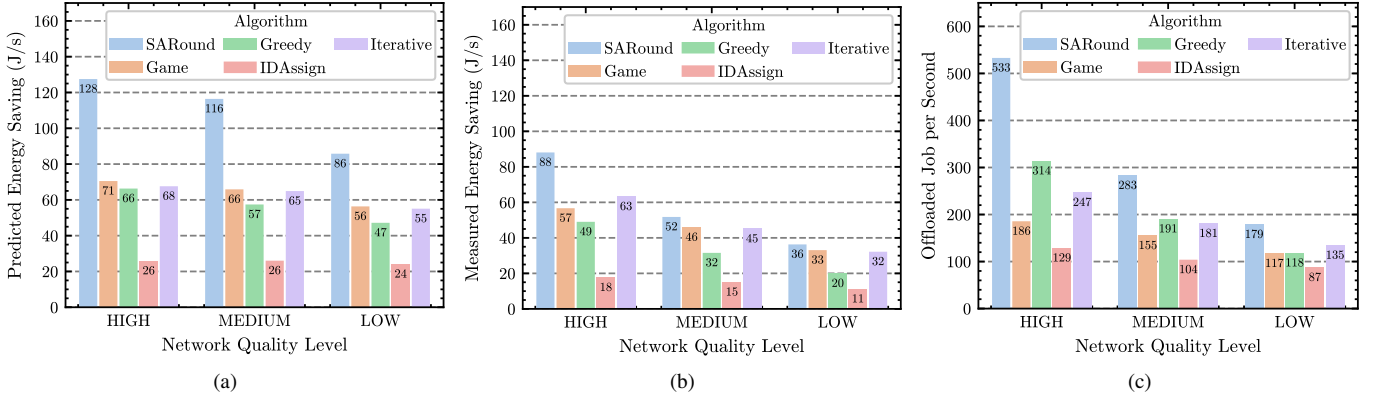 Predicted Energy Saving (J/s)
160
140
120
100
80
60
40
20
0
Algorithm
SARound
Greedy
Iterative
Game
IDAssign
128
71
66
26
68
116
66
57
26
65
86
56
47
24
55
HIGH
MEDIUM
LOW
Network Quality Level
(a)
Measured Energy Saving (J/s)
160
140
120
100
80
60
40
20
0
Algorithm
SARound
Greedy
Iterative
Game
IDAssign
88
57
49
18
63
52
46
32
15
45
36
33
20
11
32
HIGH
MEDIUM
LOW
Network Quality Level
(b)
Offloaded Job per Second
600
500
400
300
200
100
0
Algorithm
SARound
Greedy
Iterative
Game
IDAssign
533
186
314
129
247
283
155
191
104
181
179
117
118
87
135
HIGH
MEDIUM
LOW
Network Quality Level
(c)